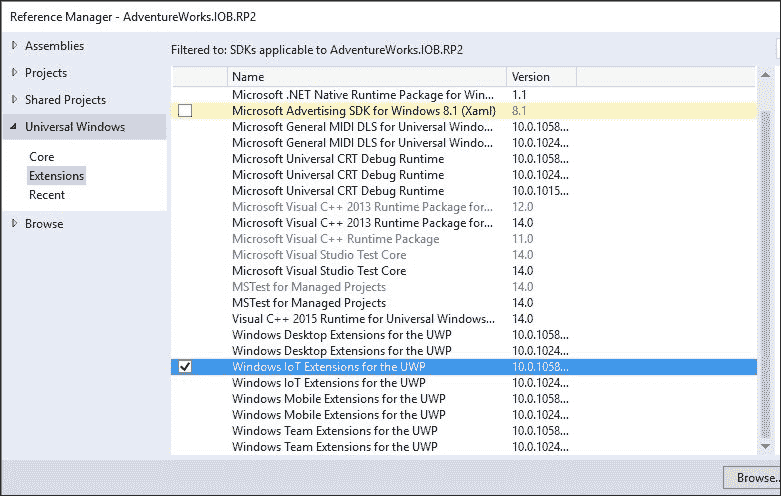 Reference Manager - AdventureWorks.IOB.RP2
Assemblies
Projects
Shared Projects
Universal Windows
Core
Extensions
Recent
Browse
Filtered to: SDKs applicable to AdventureWorks.IOB.RP2
Name Version
Microsoft .NET Native Runtime Package for Win... 1.1
Microsoft Advertising SDK for Windows 8.1 (Xaml) 8.1
Microsoft General MIDI DLS for Universal Windo... 10.0.1058...
Microsoft General MIDI DLS for Universal Windo... 10.0.1024...
Microsoft Universal CRT Debug Runtime 10.0.1058...
Microsoft Universal CRT Debug Runtime 10.0.1024...
Microsoft Universal CRT Debug Runtime 10.0.1015...
Microsoft Visual C++ 2013 Runtime Package for... 12.0
Microsoft Visual C++ 2013 Runtime Package for... 14.0
Microsoft Visual C++ Runtime Package 11.0
Microsoft Visual Studio Test Core 14.0
Microsoft Visual Studio Test Core 14.0
MSTest for Managed Projects 14.0
MSTest for Managed Projects 14.0
Visual C++ 2015 Runtime for Universal Windows... 14.0
Windows Desktop Extensions for the UWP 10.0.1058...
Windows Desktop Extensions for the UWP 10.0.1024...
Windows IoT Extensions for the UWP 10.0.1058...
Windows IoT Extensions for the UWP 10.0.1024...
Windows Mobile Extensions for the UWP 10.0.1058...
Windows Mobile Extensions for the UWP 10.0.1024...
Windows Team Extensions for the UWP 10.0.1058...
Windows Team Extensions for the UWP 10.0.1024...
Browse.